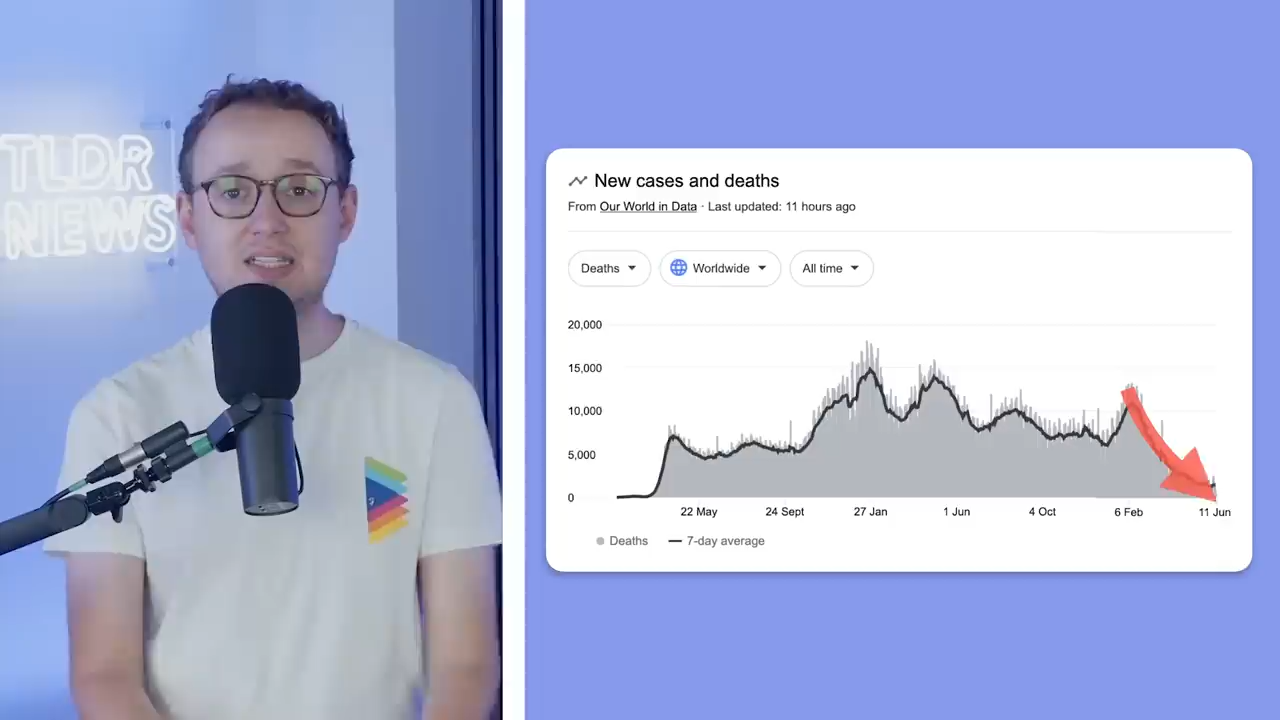 TLDR
NEWS
New cases and deaths
From Our World in Data · Last updated: 11 hours ago
Deaths
Worldwide
All time
20,000
15,000
10,000
5,000
0
22 May
24 Sept
27 Jan
1 Jun
4 Oct
6 Feb
11 Jun
Deaths
7-day average